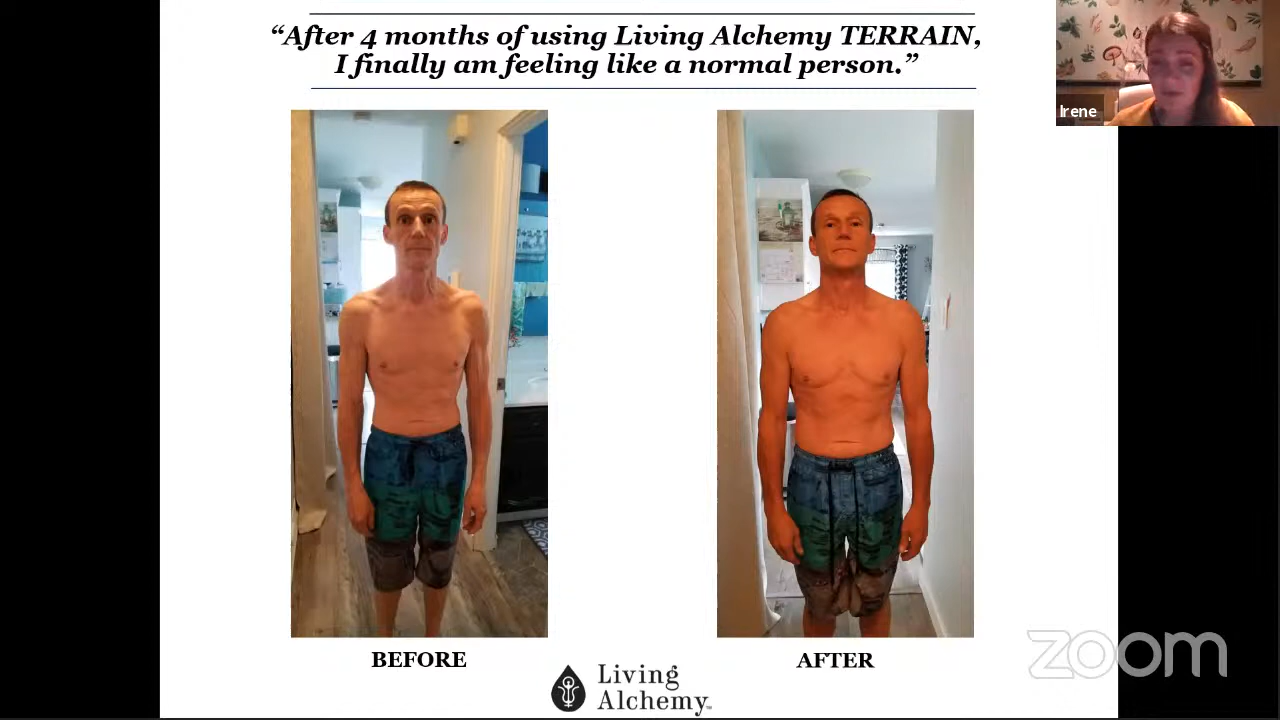 “After 4 months of using Living Alchemy TERRAIN,
I finally am feeling like a normal person.”
Irene
BEFORE
AFTER
Living
Alchemy™
zoom